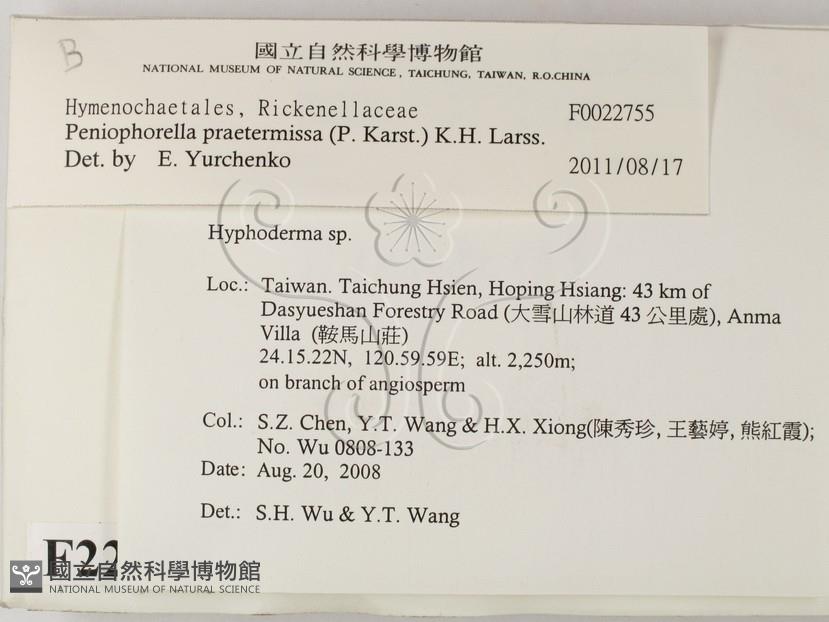 B
國立自然科學博物館
NATIONAL MUSEUM OF NATURAL SCIENCE, TAICHUNG, TAIWAN, R.O.CHINA
Hymenochaetales, Rickenellaceae F0022755
Peniophorella praetermissa (P. Karst.) K.H. Larss.
Det. by E. Yurchenko 2011/08/17
Hyphoderma sp.
Loc.: Taiwan. Taichung Hsien, Hoping Hsiang: 43 km of
Dasyueshan Forestry Road (大雪山林道 43 公里處), Anma
Villa (鞍馬山莊)
24.15.22N, 120.59.59E; alt. 2,250m;
on branch of angiosperm
Col.: S.Z. Chen, Y.T. Wang & H.X. Xiong(陳秀珍, 王藝婷, 熊紅霞);
No. Wu 0808-133
Date: Aug. 20, 2008
Det.: S.H. Wu & Y.T. Wang
F22
國立自然科學博物館
NATIONAL MUSEUM OF NATURAL SCIENCE